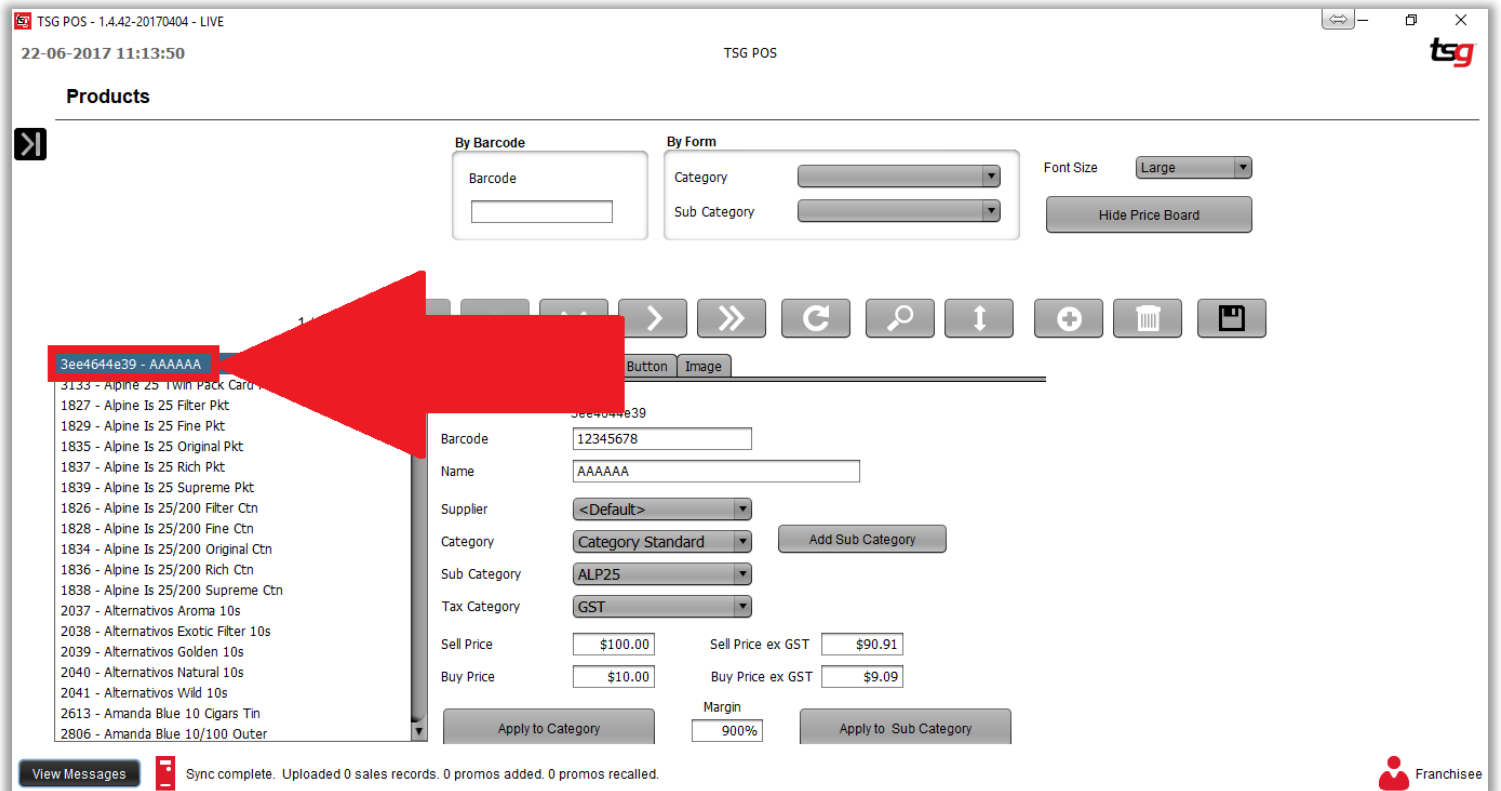 TSG POS - 1.4.42-20170404 - LIVE
22-06-2017 11:13:50
TSG POS
tsg
Products
By Barcode
By Form
Barcode
Category
Sub Category
Font Size
Large
Hide Price Board
3ee4644e39 - AAAAAA
Button
Image
3133 - Alpine 25 Twin Pack Card
1827 - Alpine Is 25 Filter Pkt
1829 - Alpine Is 25 Fine Pkt
1835 - Alpine Is 25 Original Pkt
1837 - Alpine Is 25 Rich Pkt
1839 - Alpine Is 25 Supreme Pkt
1826 - Alpine Is 25/200 Filter Ctn
1828 - Alpine Is 25/200 Fine Ctn
1834 - Alpine Is 25/200 Original Ctn
1836 - Alpine Is 25/200 Rich Ctn
1838 - Alpine Is 25/200 Supreme Ctn
2037 - Alternativos Aroma 10s
2038 - Alternativos Exotic Filter 10s
2039 - Alternativos Golden 10s
2040 - Alternativos Natural 10s
2041 - Alternativos Wild 10s
2613 - Amanda Blue 10 Cigars Tin
2806 - Amanda Blue 10/100 Outer
3ee4644e39
Barcode 12345678
Name AAAAAA
Supplier <Default>
Category Category Standard Add Sub Category
Sub Category ALP25
Tax Category GST
Sell Price $100.00 Sell Price ex GST $90.91
Buy Price $10.00 Buy Price ex GST $9.09
Margin
Apply to Category 900% Apply to Sub Category
View Messages Sync complete. Uploaded 0 sales records. 0 promos added. 0 promos recalled. Franchisee